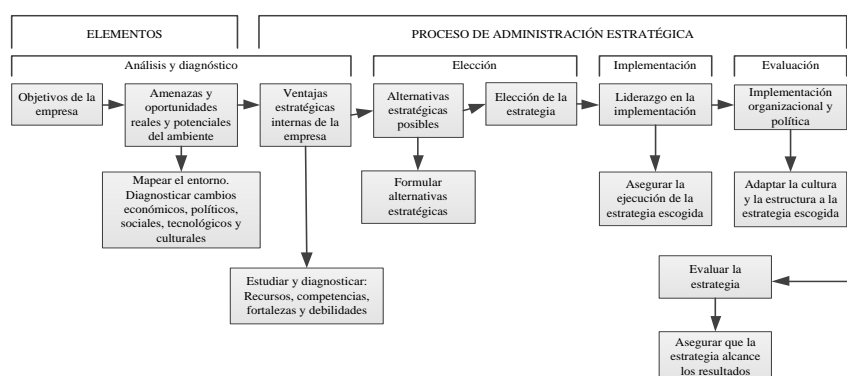 ELEMENTOS
PROCESO DE ADMINISTRACIÓN ESTRATÉGICA
Análisis y diagnóstico
Elección
Implementación
Evaluación
Objetivos de la
empresa
Amenazas y
oportunidades
reales y potenciales
del ambiente
Ventajas
estratégicas
internas de la
empresa
Alternativas
estratégicas
posibles
Elección de la
estrategia
Liderazgo en la
implementación
Implementación
organizacional y
política
Mapear el entorno.
Diagnosticar cambios
económicos, políticos,
sociales, tecnológicos y
culturales
Formular
alternativas
estratégicas
Asegurar la
ejecución de la
estrategia escogida
Adaptar la cultura
y la estructura a la
estrategia escogida
Estudiar y diagnosticar:
Recursos, competencias,
fortalezas y debilidades
Evaluar la
estrategia
Asegurar que la
estrategia alcance
los resultados